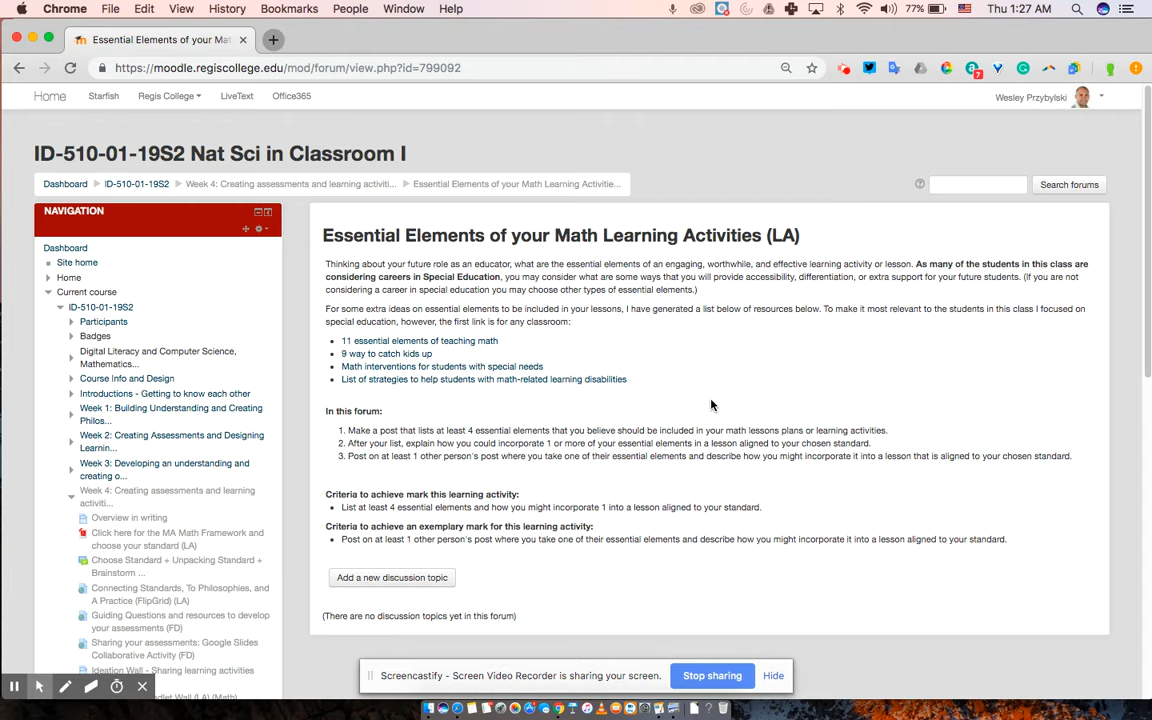 Chrome File Edit View History Bookmarks People Window Help 77% Thu 1:27 AM
Essential Elements of your Mat
https://moodle.regiscollege.edu/mod/forum/view.php?id=799092
7
Home Starfish Regis College LiveText Office365 Wesley Przybylski
ID-510-01-19S2 Nat Sci in Classroom I
Dashboard ID-510-01-19S2 Week 4: Creating assessments and learning activiti... Essential Elements of your Math Learning Activitie... Search forums
NAVIGATION
Dashboard
Site home
Home
Current course
ID-510-01-19S2
Participants
Badges
Digital Literacy and Computer Science,
Mathematics...
Course Info and Design
Introductions - Getting to know each other
Week 1: Building Understanding and Creating
Philos...
Week 2: Creating Assessments and Designing
Learnin...
Week 3: Developing an understanding and
creating o...
Week 4: Creating assessments and learning
activiti...
Overview in writing
Click here for the MA Math Framework and
choose your standard (LA)
Choose Standard + Unpacking Standard +
Brainstorm ...
Connecting Standards, To Philosophies, and
A Practice (FlipGrid) (LA)
Guiding Questions and resources to develop
your assessments (FD)
Sharing your assessments: Google Slides
Collaborative Activity (FD)
Ideation Wall - Sharing learning activities
Wall (LA) (Math)
Essential Elements of your Math Learning Activities (LA)
Thinking about your future role as an educator, what are the essential elements of an engaging, worthwhile, and effective learning activity or lesson. As many of the students in this class are
considering careers in Special Education, you may consider what are some ways that you will provide accessibility, differentiation, or extra support for your future students. (If you are not
considering a career in special education you may choose other types of essential elements.)
For some extra ideas on essential elements to be included in your lessons, I have generated a list below of resources below. To make it most relevant to the students in this class I focused on
special education, however, the first link is for any classroom:
11 essential elements of teaching math
9 way to catch kids up
Math interventions for students with special needs
List of strategies to help students with math-related learning disabilities
In this forum:
1. Make a post that lists at least 4 essential elements that you believe should be included in your math lessons plans or learning activities.
2. After your list, explain how you could incorporate 1 or more of your essential elements in a lesson aligned to your chosen standard.
3. Post on at least 1 other person's post where you take one of their essential elements and describe how you might incorporate it into a lesson that is aligned to your chosen standard.
Criteria to achieve mark this learning activity:
List at least 4 essential elements and how you might incorporate 1 into a lesson aligned to your standard.
Criteria to achieve an exemplary mark for this learning activity:
Post on at least 1 other person's post where you take one of their essential elements and describe how you might incorporate it into a lesson aligned to your standard.
Add a new discussion topic
(There are no discussion topics yet in this forum)
Screencastify - Screen Video Recorder is sharing your screen. Stop sharing Hide